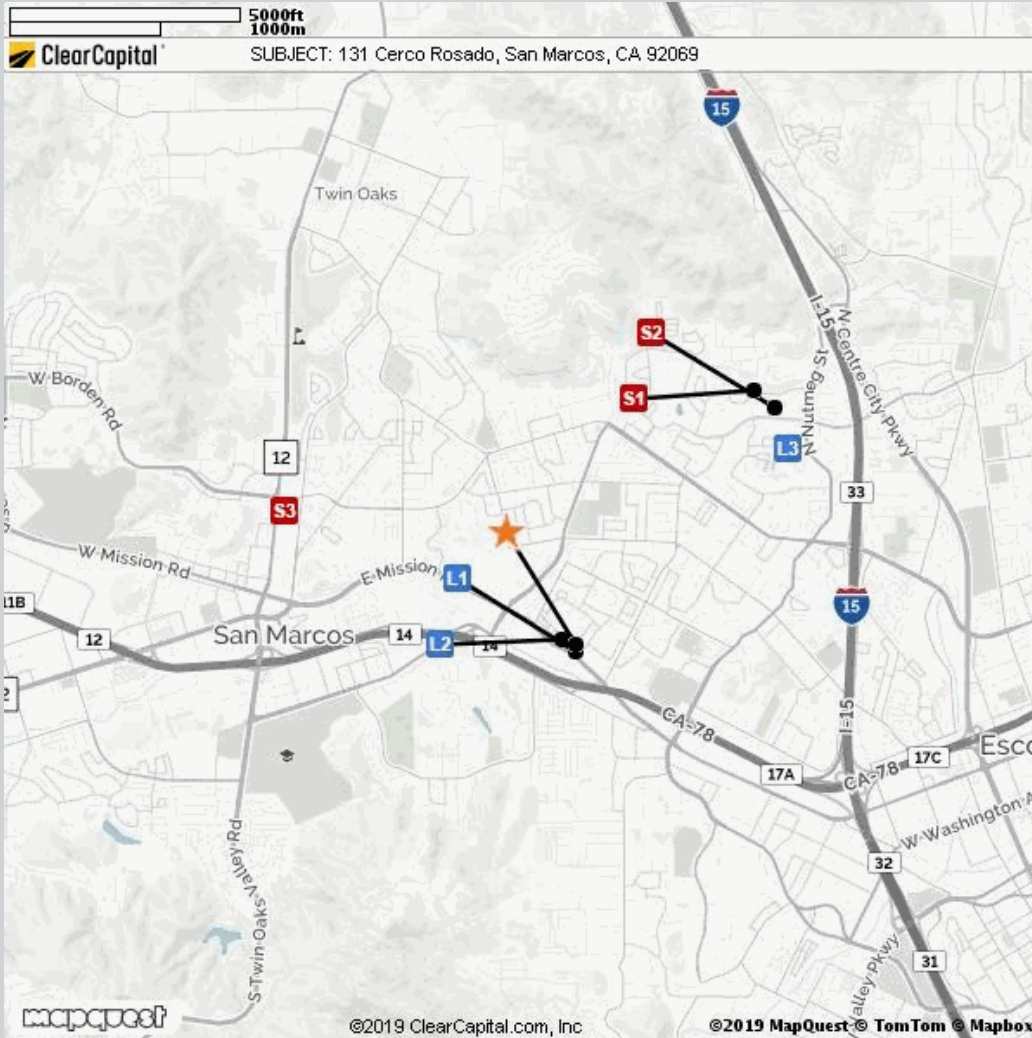 5000ft
1000m
ClearCapital
SUBJECT: 131 Cerco Rosado, San Marcos, CA 92069
15
Twin Oaks
I-15
N Centre City Pkwy
S2
N Nutmeg St
W Borden Rd
S1
L3
12
33
S3
W Mission Rd
E Mission
L1
11B
15
12
San Marcos
14
L2
14
2
CA-78
I-15
17A
CA-78
17C
Esco
W Washington A
S Twin Oaks Valley Rd
32
31
alley Pkwy
mapquest
©2019 ClearCapital.com, Inc
©2019 MapQuest © TomTom © Mapbox